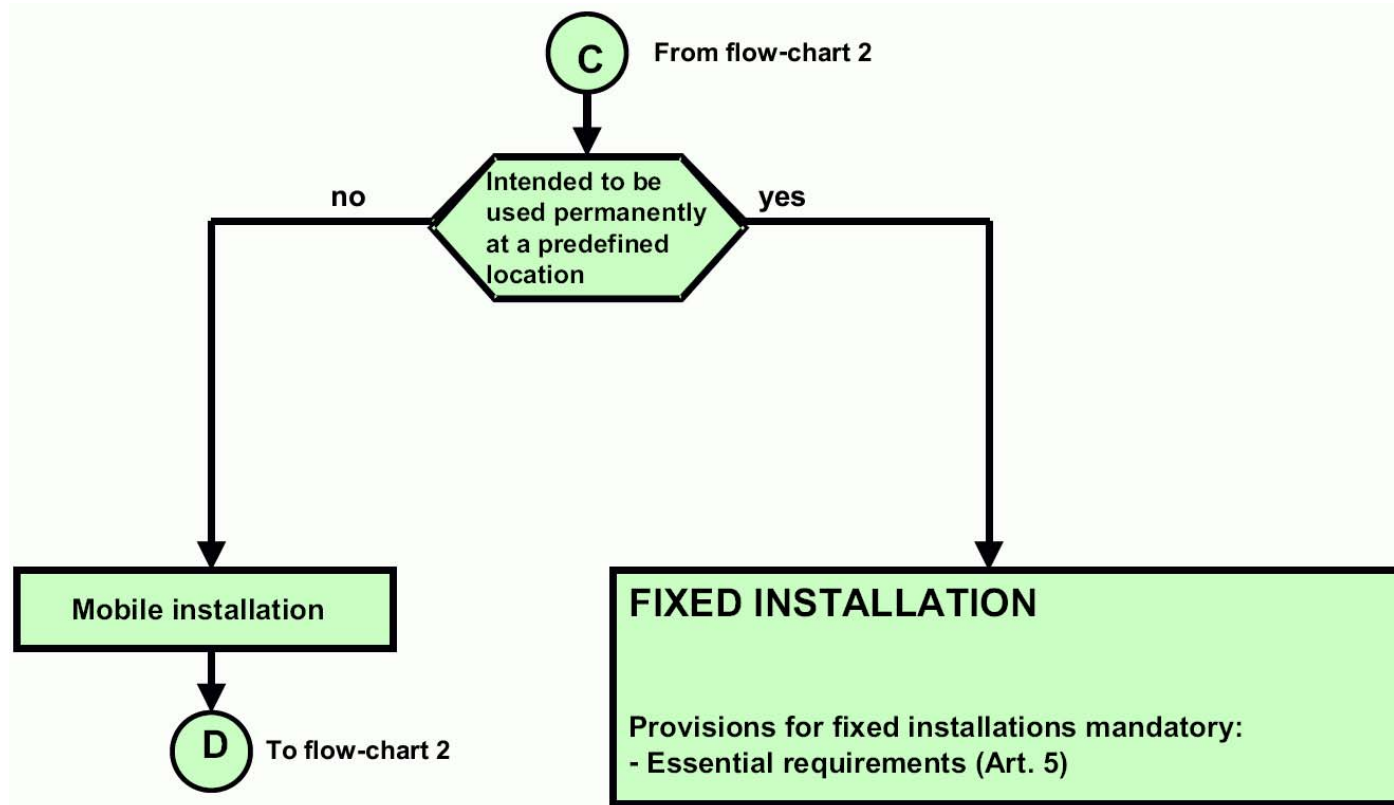 C
From flow-chart 2
Intended to be
used permanently
at a predefined
location
no
yes
Mobile installation
D
To flow-chart 2
FIXED INSTALLATION
Provisions for fixed installations mandatory:
- Essential requirements (Art. 5)